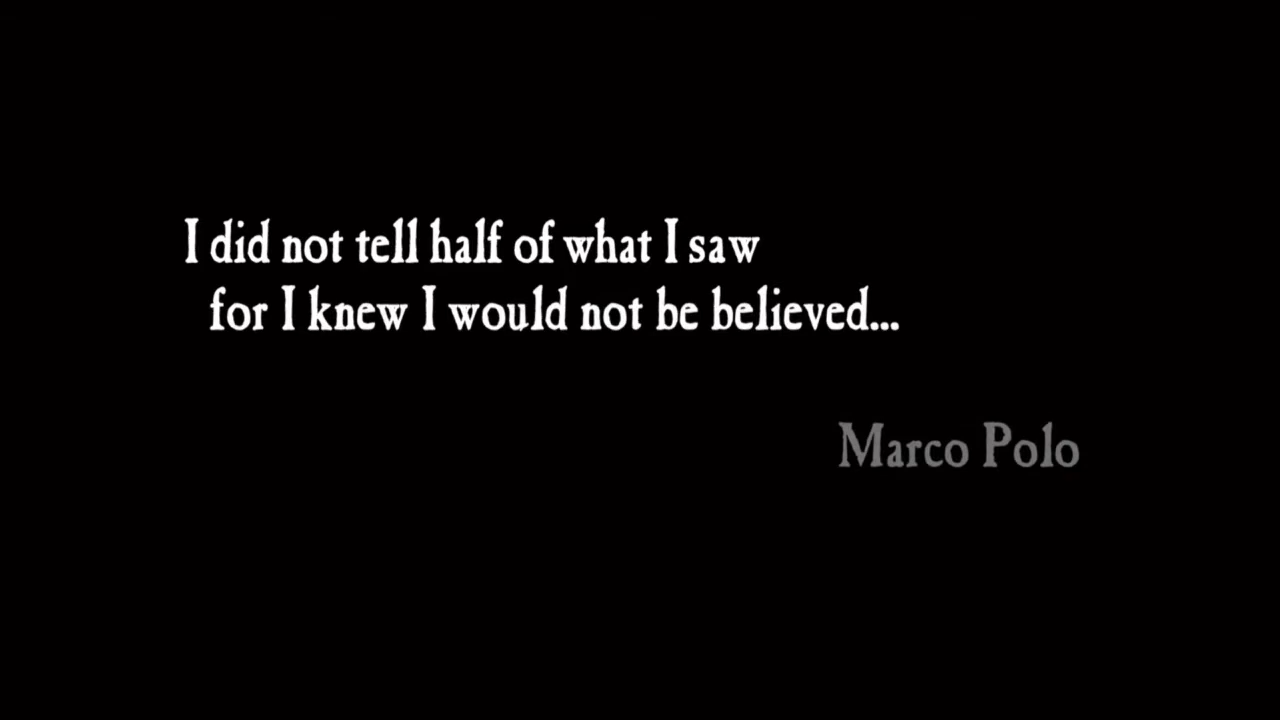 I did not tell half of what I saw
for I knew I would not be believed...
Marco Polo